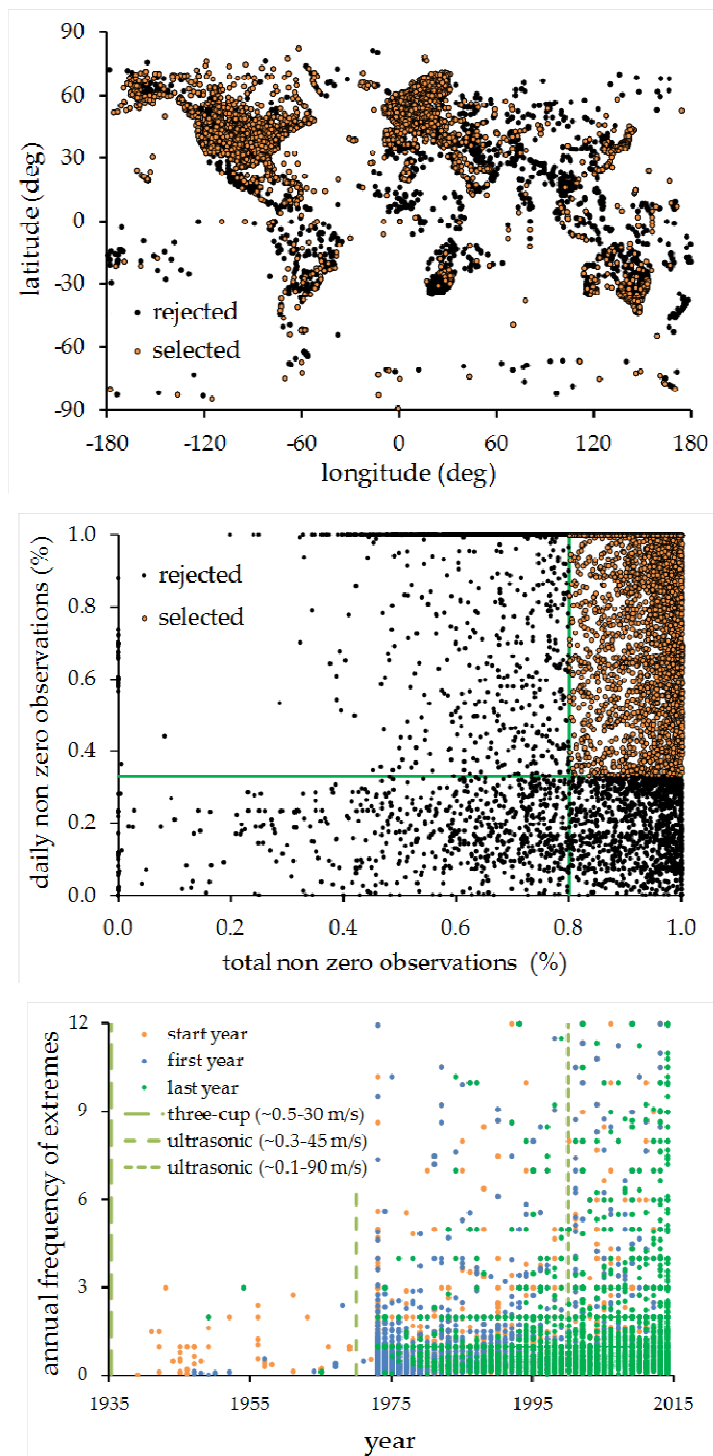 90
60
30
0
-30
-60
-90
latitude (deg)
rejected
selected
-180 -120 -60 0 60 120 180
longitude (deg)
1.0
0.8
0.6
0.4
0.2
0.0
daily non zero observations (%)
rejected
selected
0.0 0.2 0.4 0.6 0.8 1.0
total non zero observations (%)
12
9
6
3
0
annual frequency of extremes
start year
first year
last year
three-cup (~0.5-30 m/s)
ultrasonic (~0.3-45 m/s)
ultrasonic (~0.1-90 m/s)
1935 1955 1975 1995 2015
year